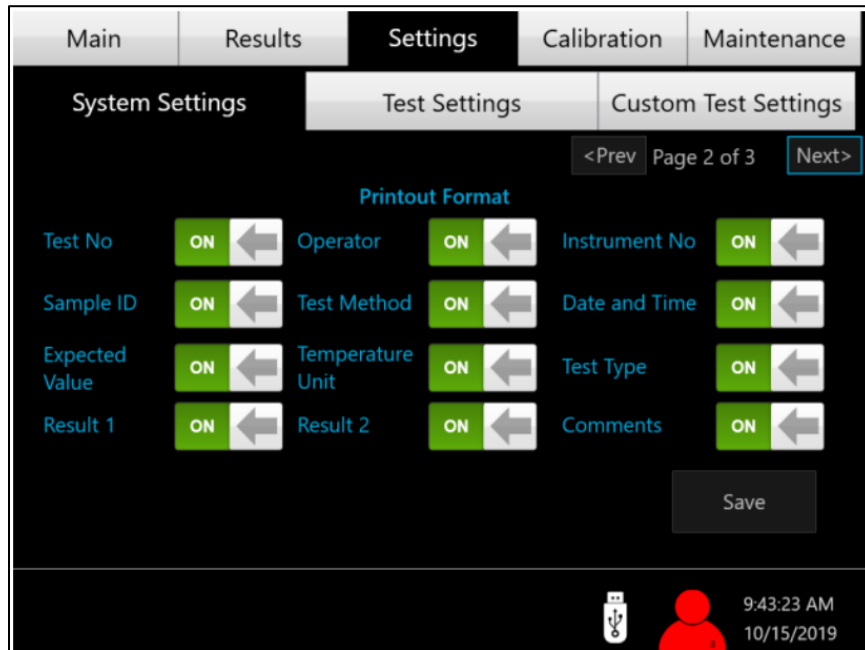 Main Results Settings Calibration Maintenance
System Settings Test Settings Custom Test Settings
<Prev Page 2 of 3 Next>
Printout Format
Test No ON Operator ON Instrument No ON
Sample ID ON Test Method ON Date and Time ON
Expected Value ON Temperature Unit ON Test Type ON
Result 1 ON Result 2 ON Comments ON
Save
9:43:23 AM
3 10/15/2019